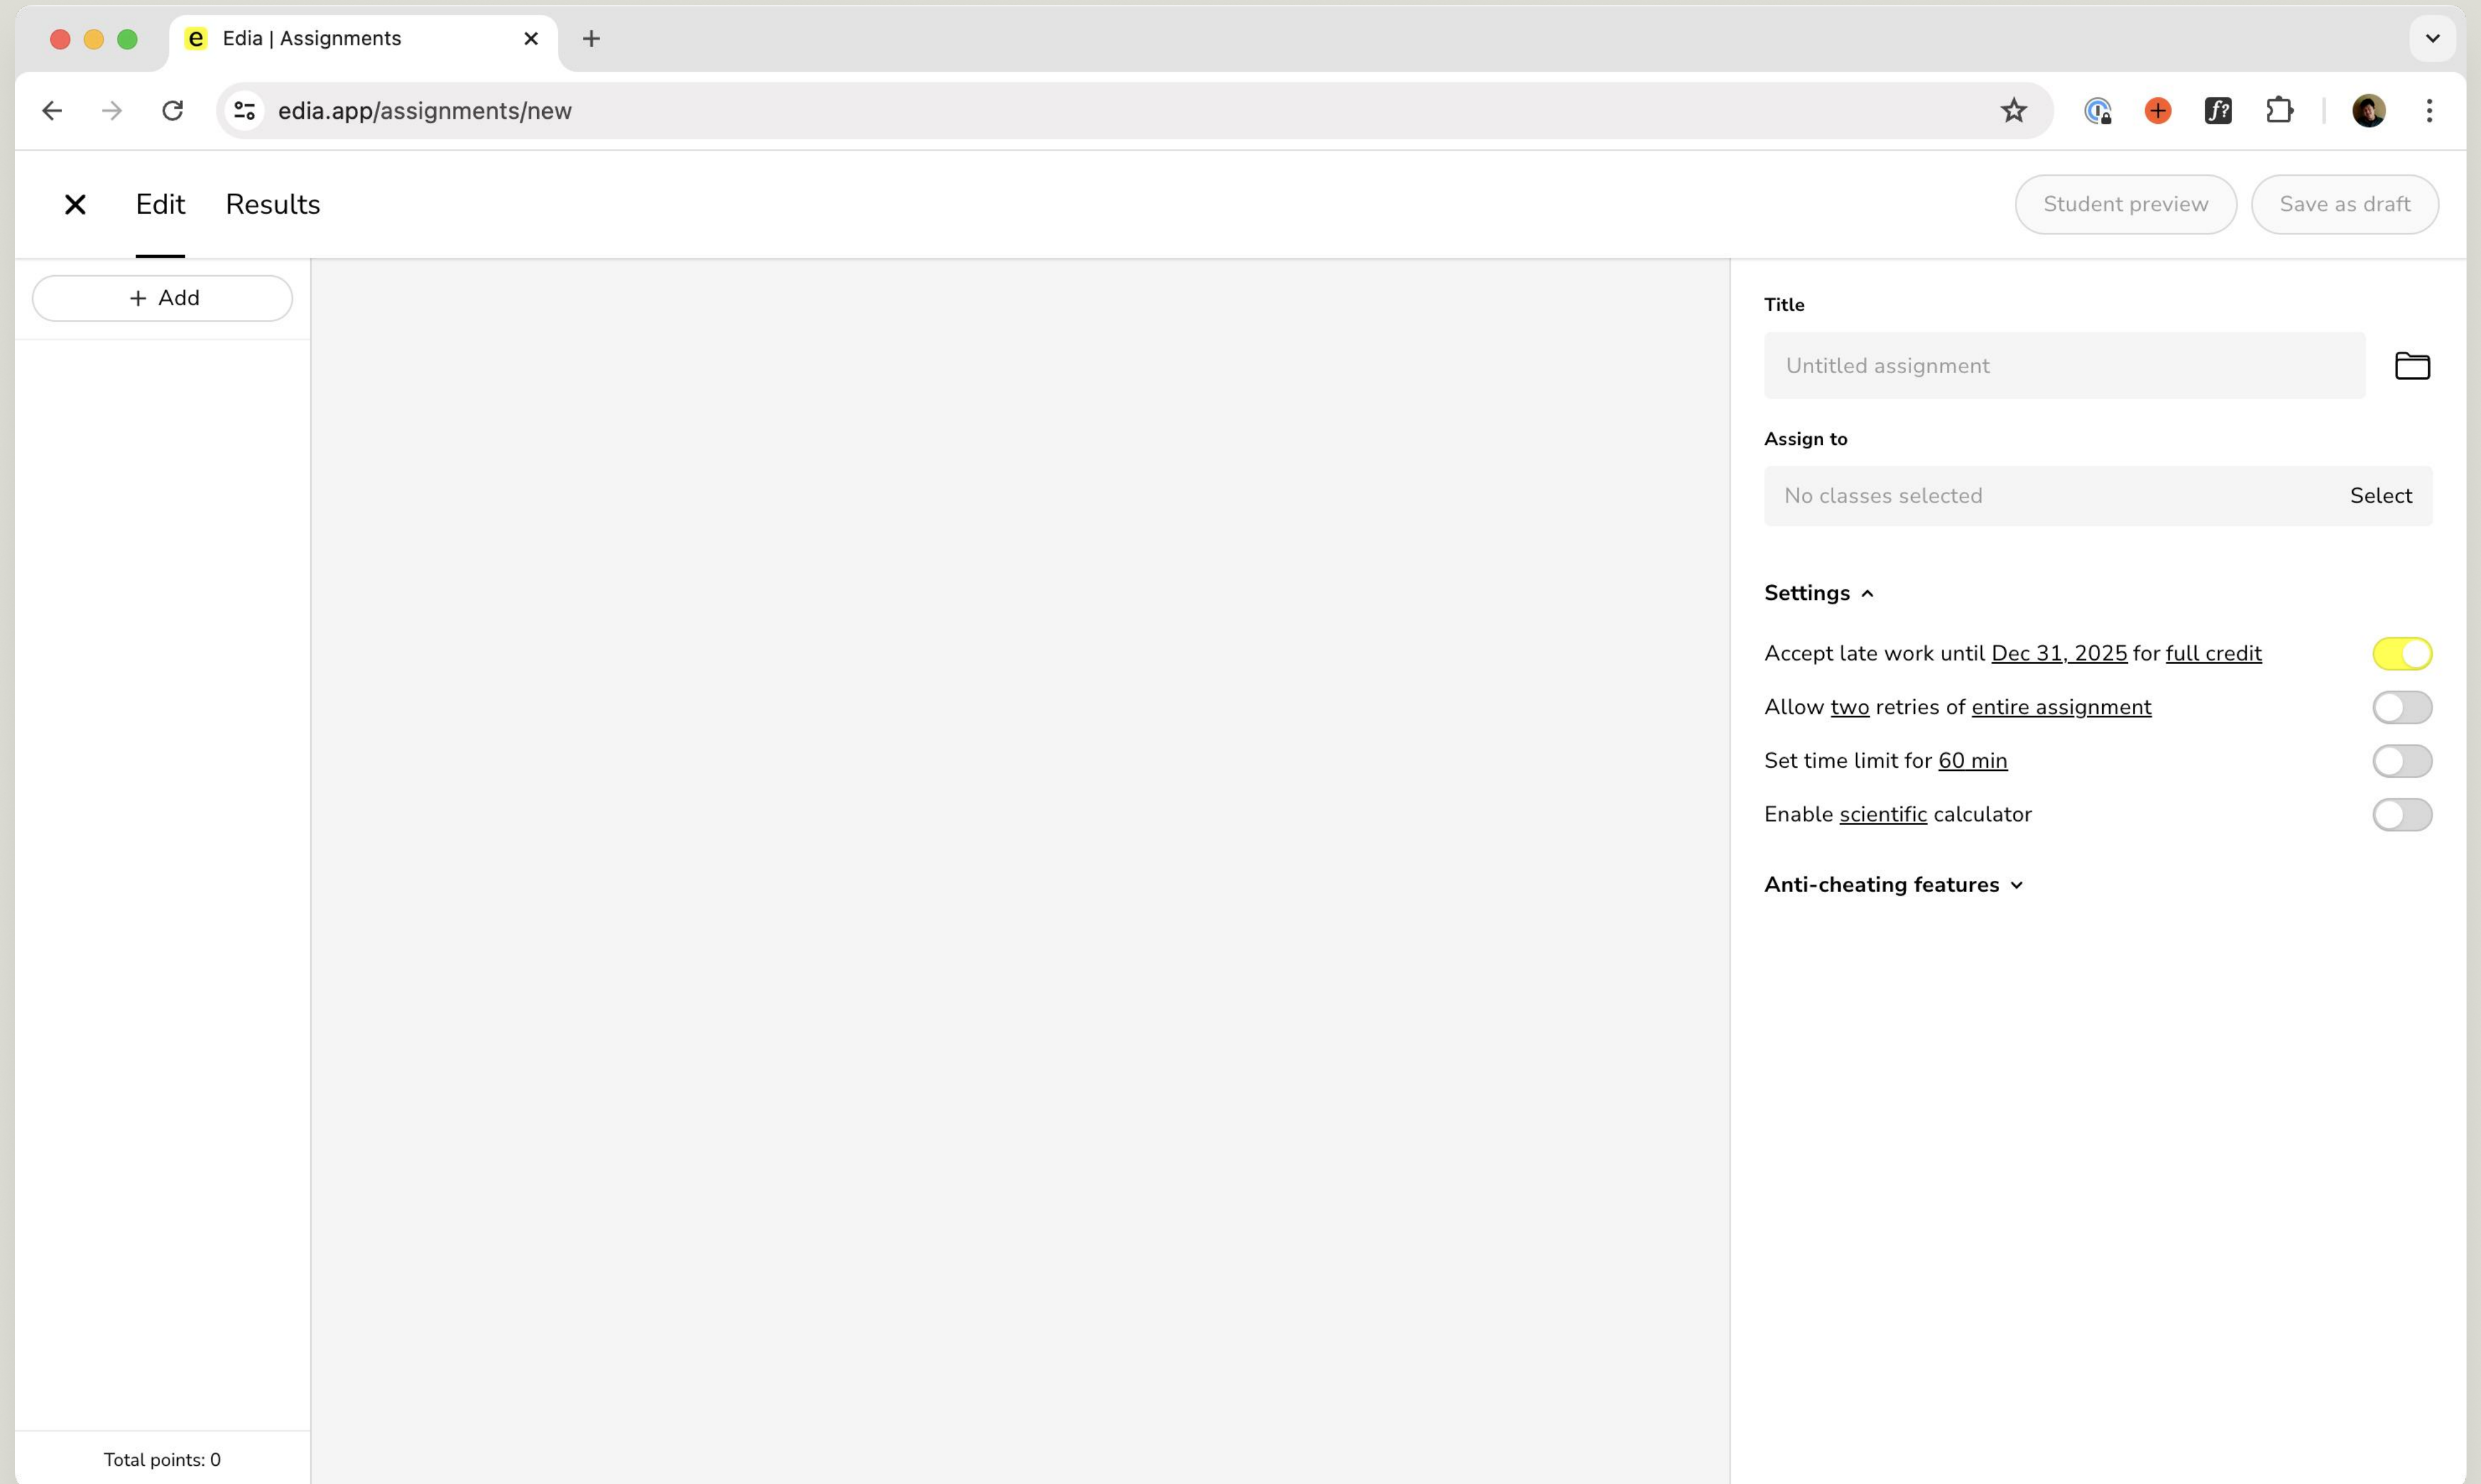 e Edia | Assignments
edia.app/assignments/new
f?
Edit Results
Student preview Save as draft
+ Add
Title
Untitled assignment
Assign to
No classes selected Select
Settings
Accept late work until Dec 31, 2025 for full credit
Allow two retries of entire assignment
Set time limit for 60 min
Enable scientific calculator
Anti-cheating features
Total points: 0